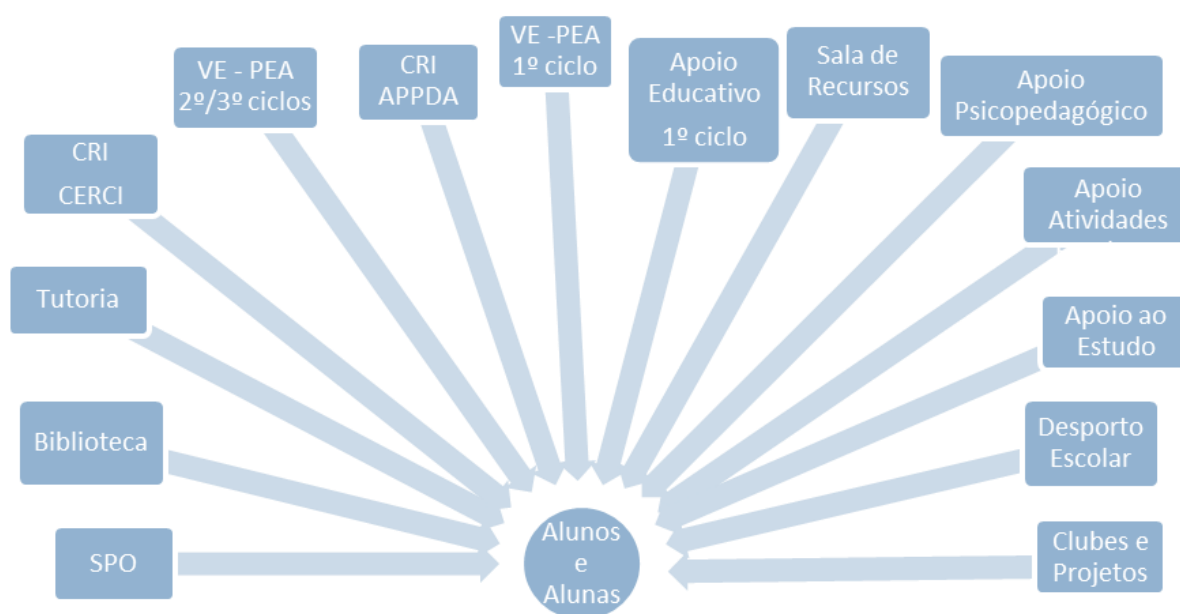 VE - PEA
2º/3º ciclos
CRI
APPDA
VE -PEA
1º ciclo
Apoio
Educativo
1º ciclo
Sala de
Recursos
Apoio
Psicopedagógico
CRI
CERCI
Apoio
Atividades
Tutoria
Apoio ao
Estudo
Biblioteca
Desporto
Escolar
SPO
Alunos
e
Alunas
Clubes e
Projetos